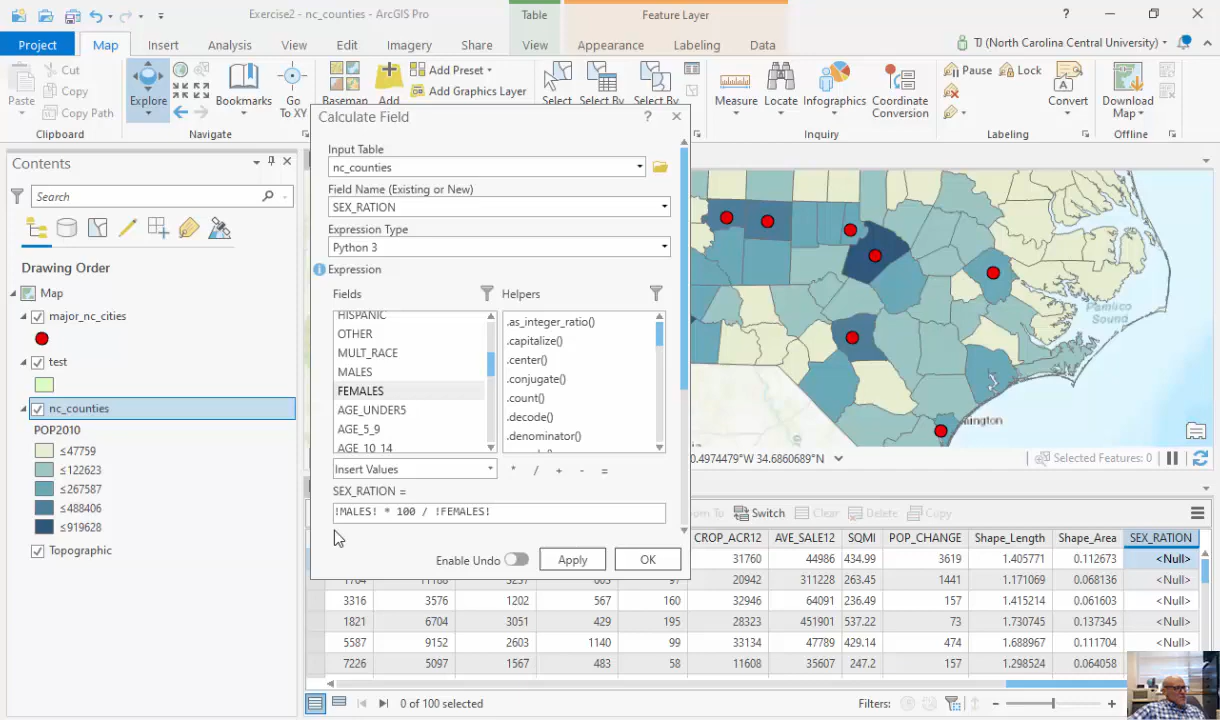 Exercise2 - nc_counties - ArcGIS Pro
Table
Feature Layer
Project
Map
Insert
Analysis
View
Edit
Imagery
Share
View
Appearance
Labeling
Data
TJ (North Carolina Central University)
Paste
Cut
Copy
Copy Path
Clipboard
Explore
Bookmarks
Go
To XY
Navigate
Basemap
Add
Add Preset
Add Graphics Layer
Select
Select By
Select By
Measure
Locate
Infographics
Coordinate
Conversion
Inquiry
Pause
Lock
Convert
Labeling
Download
Map
Offline
Contents
Search
Drawing Order
Map
major_nc_cities
test
nc_counties
POP2010
≤47759
≤122623
≤267587
≤488406
≤919628
Topographic
Calculate Field
Input Table
nc_counties
Field Name (Existing or New)
SEX_RATION
Expression Type
Python 3
Expression
Fields
Helpers
HISPANIC
OTHER
MULT_RACE
MALES
FEMALES
AGE_UNDER5
AGE_5_9
AGE_10_14
.as_integer_ratio()
.capitalize()
.center()
.conjugate()
.count()
.decode()
.denominator()
Insert Values
* / + - =
SEX_RATION =
!MALES! * 100 / !FEMALES!
Enable Undo
Apply
OK
Pamlico
Sound
0.4974479°W 34.6860689°N
Selected Features: 0
Switch
Clear
Delete
Copy
CROP_ACR12 AVE_SALE12 SQMI POP_CHANGE Shape_Length Shape_Area SEX_RATION
31760 44986 434.99 3619 1.405771 0.112673 <Null>
20942 311228 263.45 1441 1.171069 0.068136 <Null>
3316 3576 1202 567 160 32946 64091 236.49 157 1.415214 0.061603 <Null>
1821 6704 3051 429 195 28323 451901 537.22 73 1.730745 0.137345 <Null>
5587 9152 2603 1140 99 33134 47789 429.14 474 1.688967 0.111704 <Null>
7226 5097 1567 483 58 11608 35607 247.2 157 1.298524 0.064058 <Null>
0 of 100 selected
Filters: